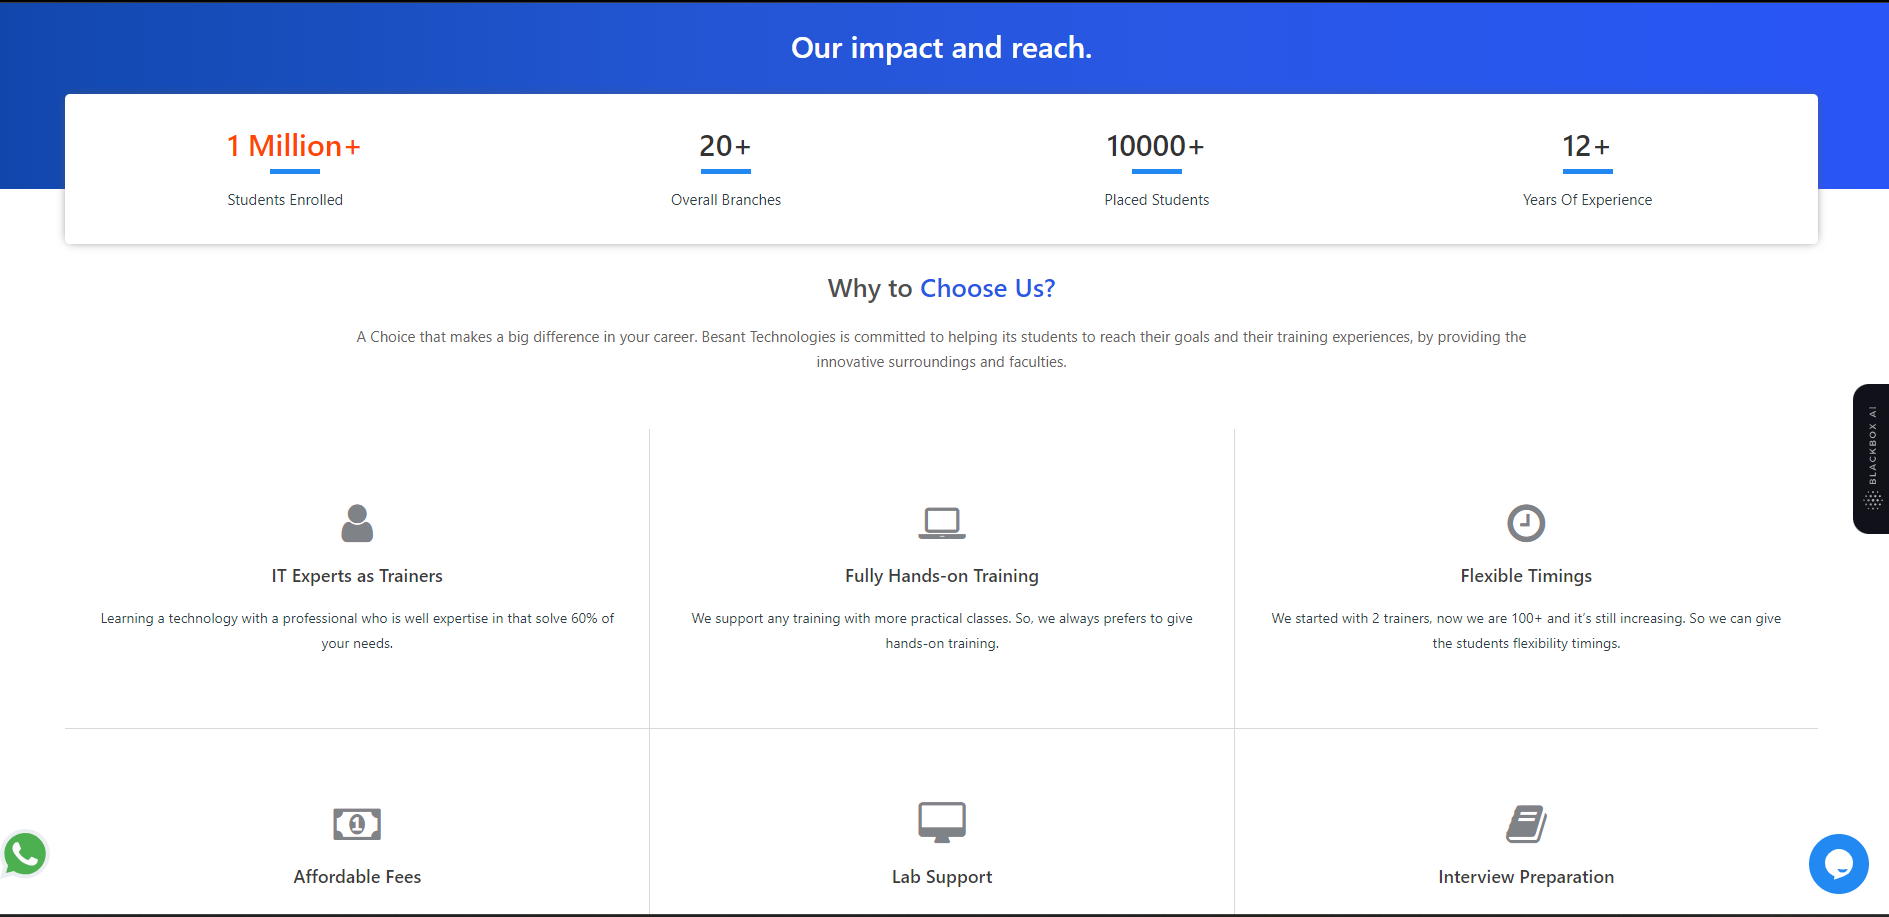 Our impact and reach.
1 Million+
20+
10000+
12+
Students Enrolled
Overall Branches
Placed Students
Years Of Experience
Why to Choose Us?
A Choice that makes a big difference in your career. Besant Technologies is committed to helping its students to reach their goals and their training experiences, by providing the
innovative surroundings and faculties.
BLACKBOX AI
IT Experts as Trainers
Learning a technology with a professional who is well expertise in that solve 60% of
your needs.
Fully Hands-on Training
We support any training with more practical classes. So, we always prefers to give
hands-on training.
Flexible Timings
We started with 2 trainers, now we are 100+ and it’s still increasing. So we can give
the students flexibility timings.
1
Affordable Fees
Lab Support
Interview Preparation